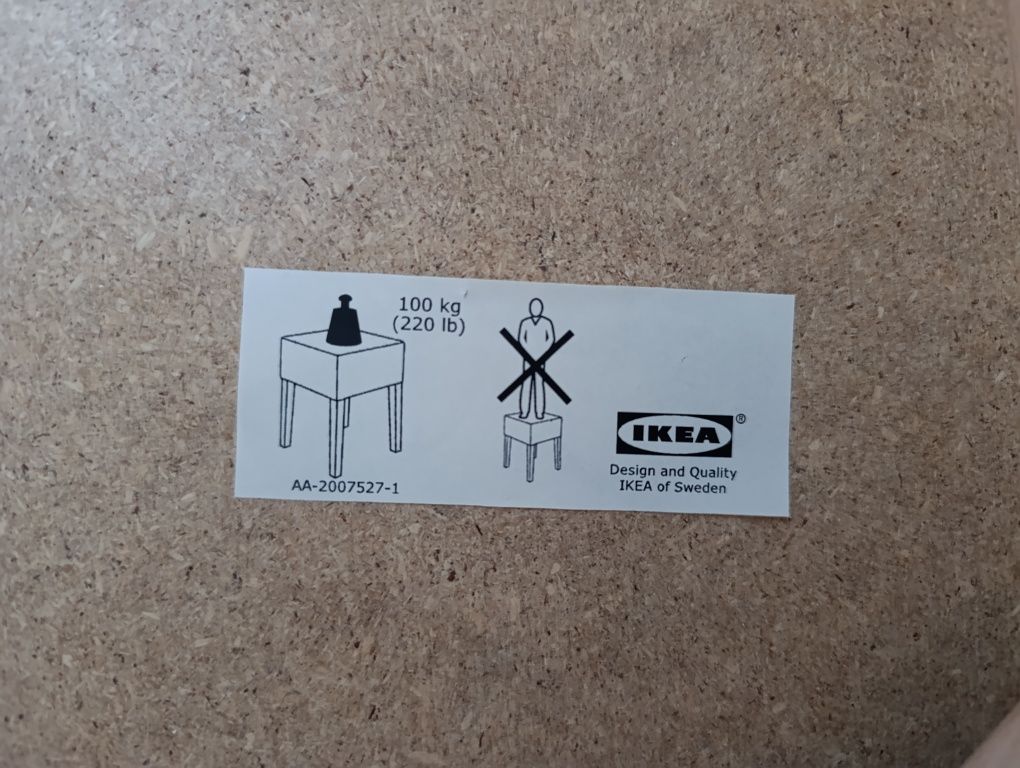 100 kg
(220 lb)
AA-2007527-1
IKEA®
Design and Quality
IKEA of Sweden